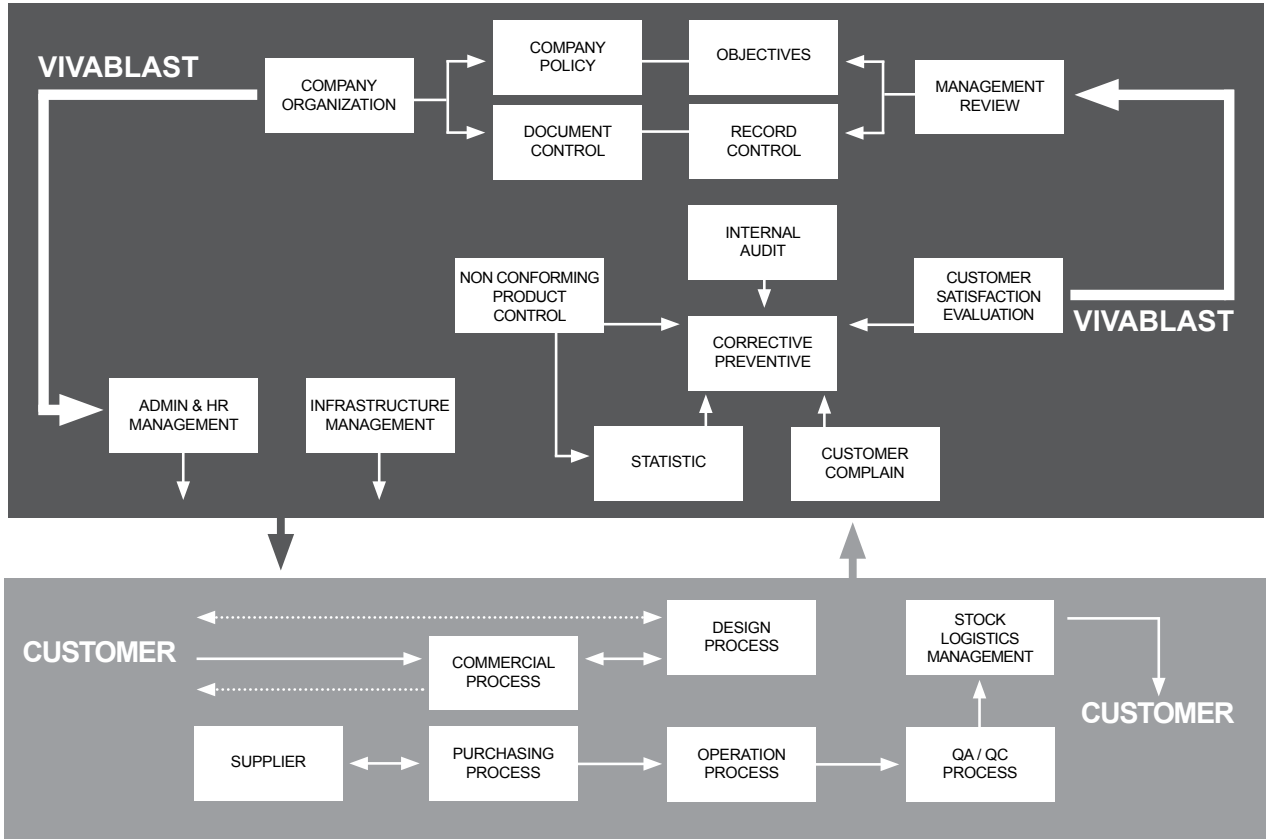 VIVABLAST
COMPANY
ORGANIZATION
COMPANY
POLICY
OBJECTIVES
MANAGEMENT
REVIEW
DOCUMENT
CONTROL
RECORD
CONTROL
INTERNAL
AUDIT
NON CONFORMING
PRODUCT
CONTROL
CUSTOMER
SATISFACTION
EVALUATION
VIVABLAST
CORRECTIVE
PREVENTIVE
ADMIN & HR
MANAGEMENT
INFRASTRUCTURE
MANAGEMENT
STATISTIC
CUSTOMER
COMPLAIN
CUSTOMER
COMMERCIAL
PROCESS
DESIGN
PROCESS
STOCK
LOGISTICS
MANAGEMENT
CUSTOMER
SUPPLIER
PURCHASING
PROCESS
OPERATION
PROCESS
QA / QC
PROCESS